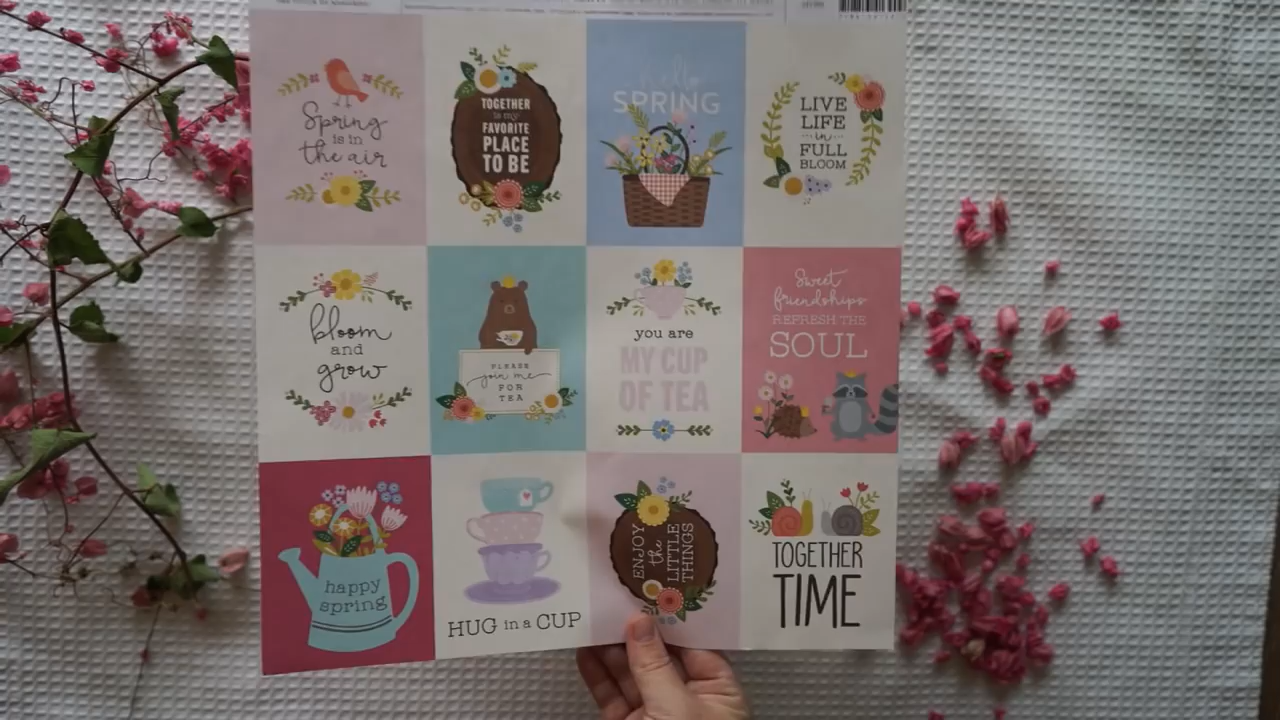 Spring
is in
the air
TOGETHER
is my
FAVORITE
PLACE
TO BE
hello
SPRING
LIVE
LIFE
in
FULL
BLOOM
bloom
and
grow
PLEASE
join me
FOR
TEA
you are
MY CUP
OF TEA
Sweet
friendships
REFRESH THE
SOUL
happy
spring
HUG in a CUP
ENJOY
the
LITTLE
THINGS
TOGETHER
TIME